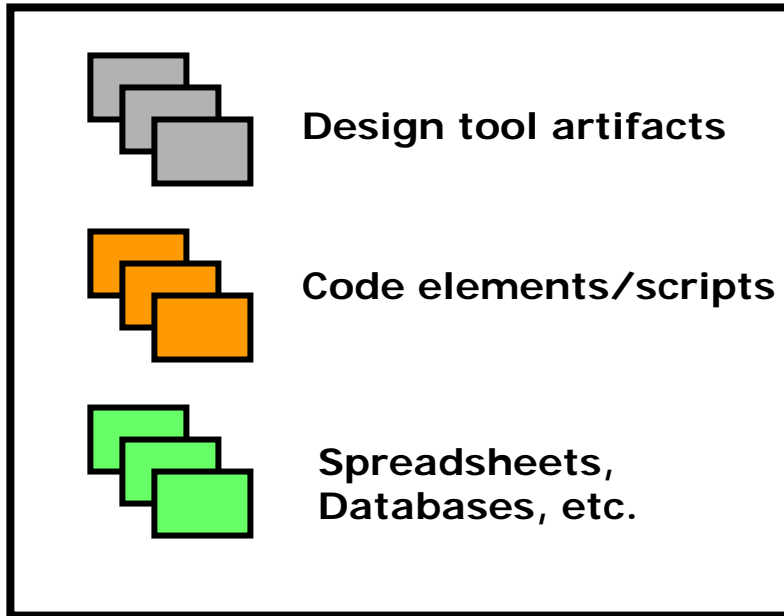 Design tool artifacts
Code elements/scripts
Spreadsheets,
Databases, etc.